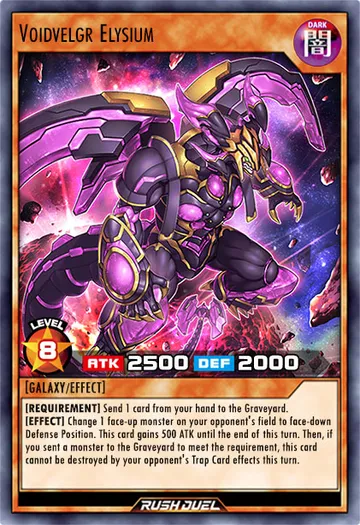 Voidvelgr Elysium
DARK
闇
LEVEL
8
ATK 2500 DEF 2000
[GALAXY/EFFECT]
[REQUIREMENT] Send 1 card from your hand to the Graveyard.
[EFFECT] Change 1 face-up monster on your opponent's field to face-down
Defense Position. This card gains 500 ATK until the end of this turn. Then, if
you sent a monster to the Graveyard to meet the requirement, this card
cannot be destroyed by your opponent's Trap Card effects this turn.
RUSH DUEL